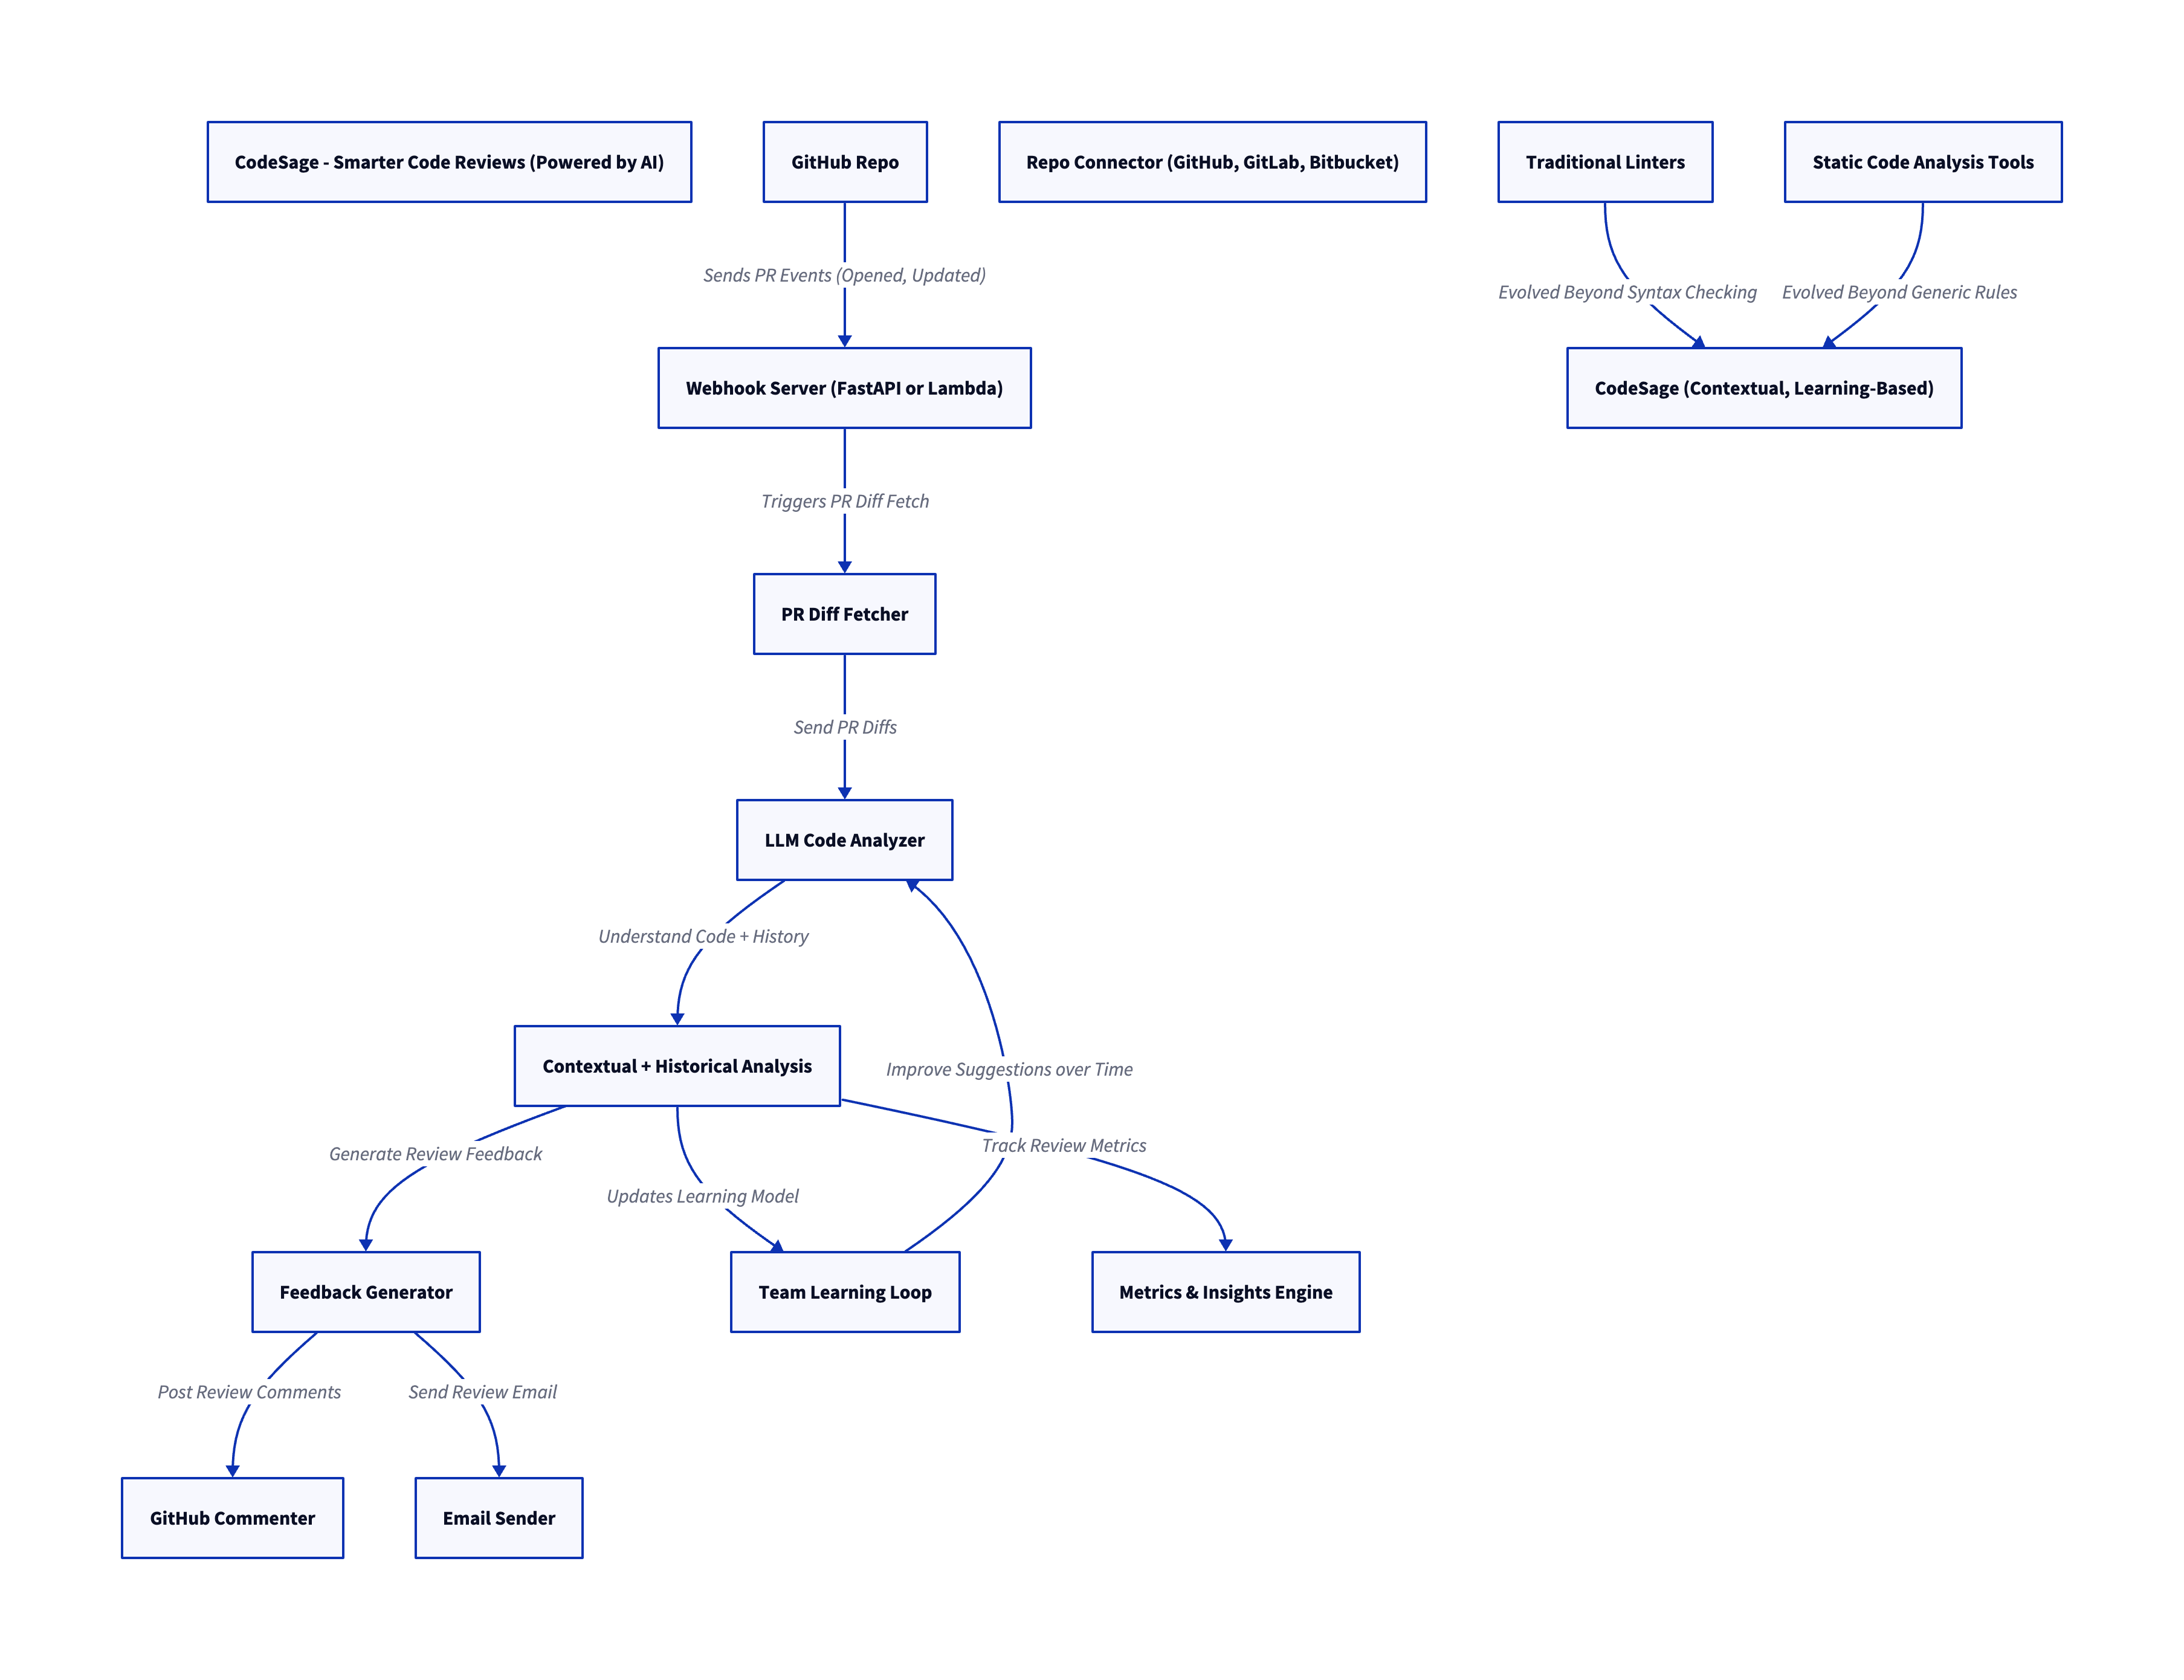 CodeSage - Smarter Code Reviews (Powered by AI)
GitHub Repo
Repo Connector (GitHub, GitLab, Bitbucket)
Traditional Linters
Static Code Analysis Tools
Sends PR Events (Opened, Updated)
Evolved Beyond Syntax Checking
Evolved Beyond Generic Rules
Webhook Server (FastAPI or Lambda)
CodeSage (Contextual, Learning-Based)
Triggers PR Diff Fetch
PR Diff Fetcher
Send PR Diffs
LLM Code Analyzer
Understand Code + History
Contextual + Historical Analysis
Improve Suggestions over Time
Generate Review Feedback
Track Review Metrics
Updates Learning Model
Feedback Generator
Team Learning Loop
Metrics & Insights Engine
Post Review Comments
Send Review Email
GitHub Commenter
Email Sender